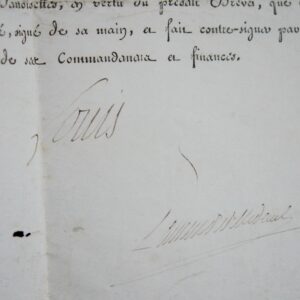 en vertu du présent Brevet, que
, signé de sa main, et fait contre-signer par
de ses Commandemens et finances.
Louis